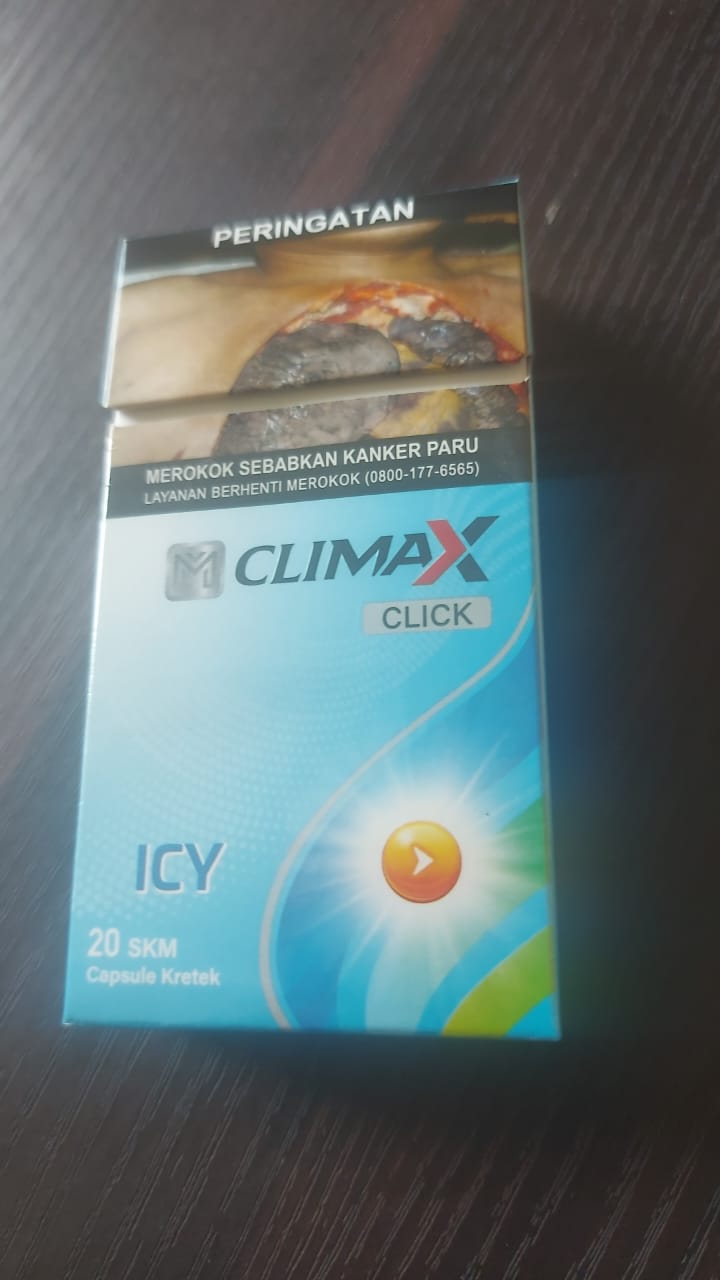 PERINGATAN
MEROKOK SEBABKAN KANKER PARU
LAYANAN BERHENTI MEROKOK (0800-177-6565)
M CLIMAX
CLICK
ICY
20 SKM
Capsule Kretek